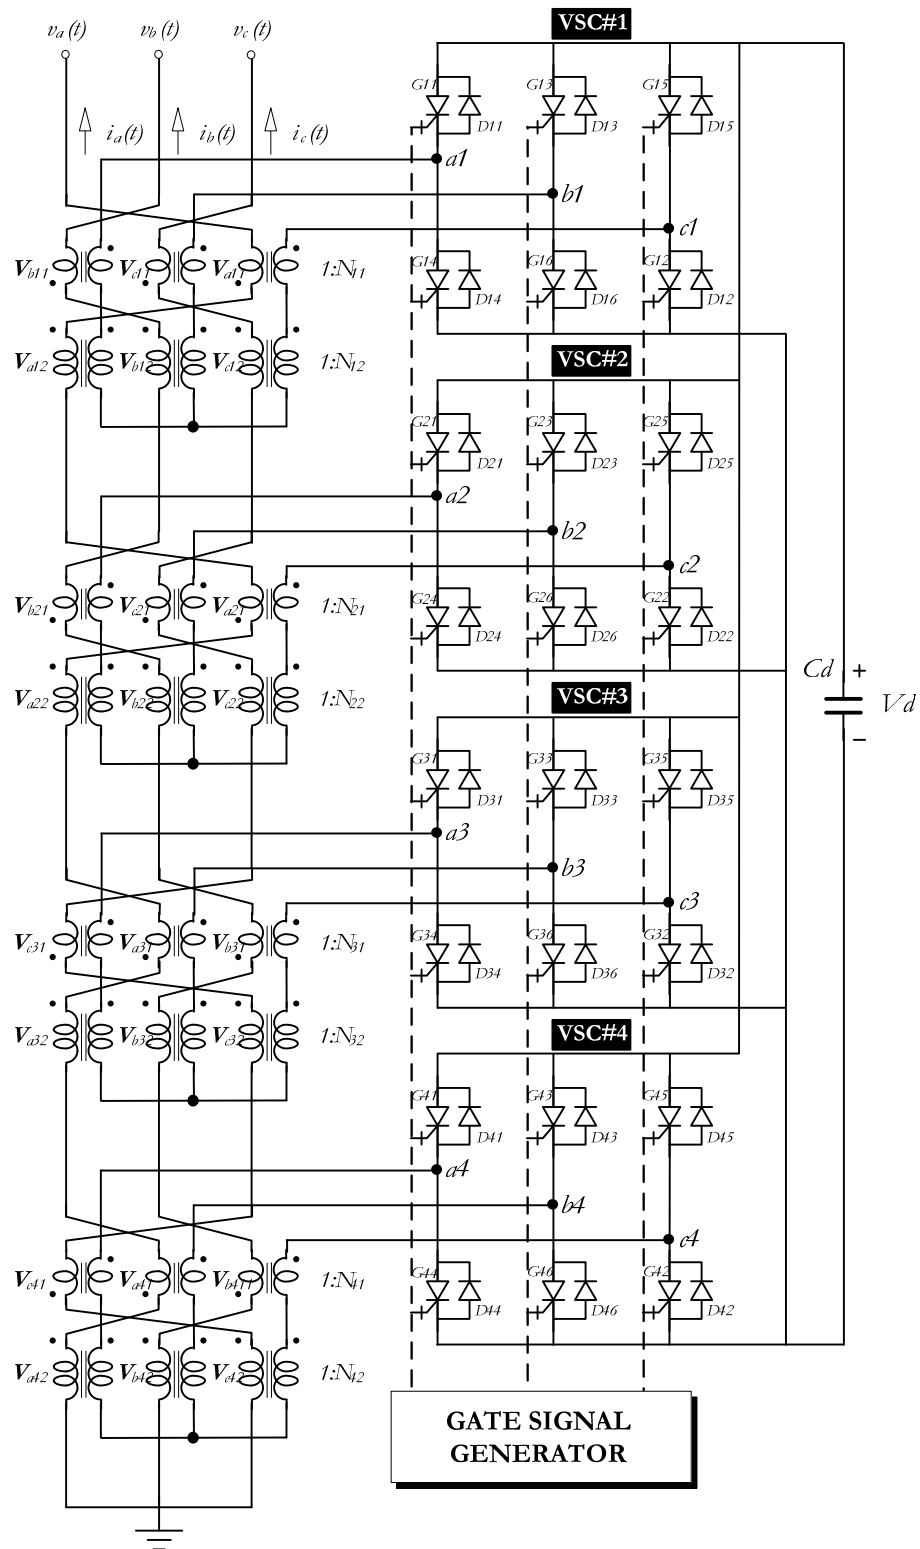 VSC#1
va(t) vb(t) vc(t)
G11 G13 G15
ia(t) ib(t) ic(t)
D11 D13 D15
a1
b1
c1
G14 G16 G12
Vb11 Vc11 Va11 1:N11
D14 D16 D12
VSC#2
Va12 Vb12 Vc12 1:N12
G21 G23 G25
D21 D23 D25
a2
b2
c2
G24 G26 G22
Vb21 Vc21 Va21 1:N21
D24 D26 D22
Cd +
VSC#3
Va22 Vb22 Vc22 1:N22
Vd
–
G31 G33 G35
D31 D33 D35
a3
b3
c3
G34 G36 G32
Vc31 Va31 Vb31 1:N31
D34 D36 D32
VSC#4
Va32 Vb32 Vc32 1:N32
G41 G43 G45
D41 D43 D45
a4
b4
c4
G44 G46 G42
Vc41 Va41 Vb411 1:N41
D44 D46 D42
Va42 Vb42 Vc42 1:N42
GATE SIGNAL
GENERATOR